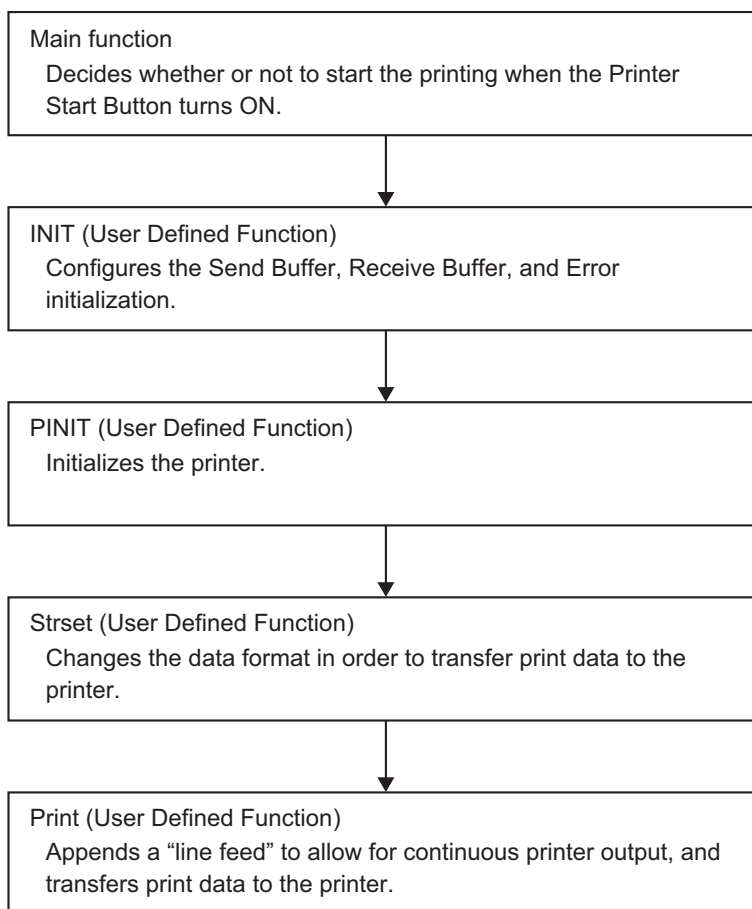 Main function
Decides whether or not to start the printing when the Printer
Start Button turns ON.
INIT (User Defined Function)
Configures the Send Buffer, Receive Buffer, and Error
initialization.
PINIT (User Defined Function)
Initializes the printer.
Strset (User Defined Function)
Changes the data format in order to transfer print data to the
printer.
Print (User Defined Function)
Appends a “line feed” to allow for continuous printer output, and
transfers print data to the printer.